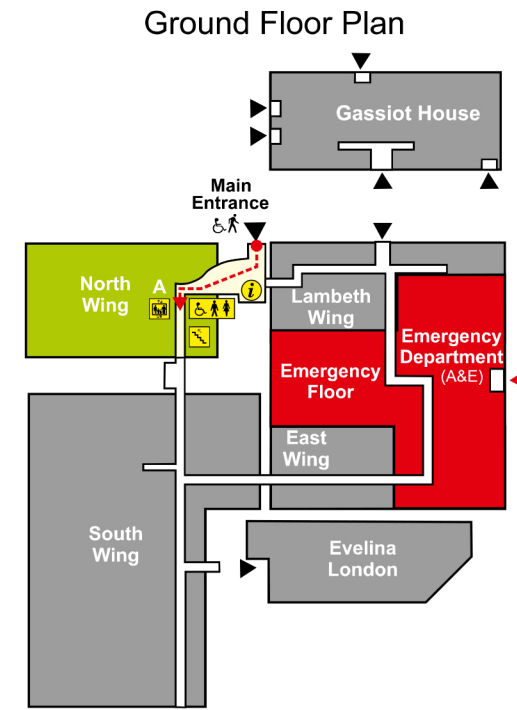 Ground Floor Plan
Gassiot House
Main
Entrance
North
Wing
A
i
Lambeth
Wing
Emergency
Department
(A&E)
Emergency
Floor
East
Wing
South
Wing
Evelina
London